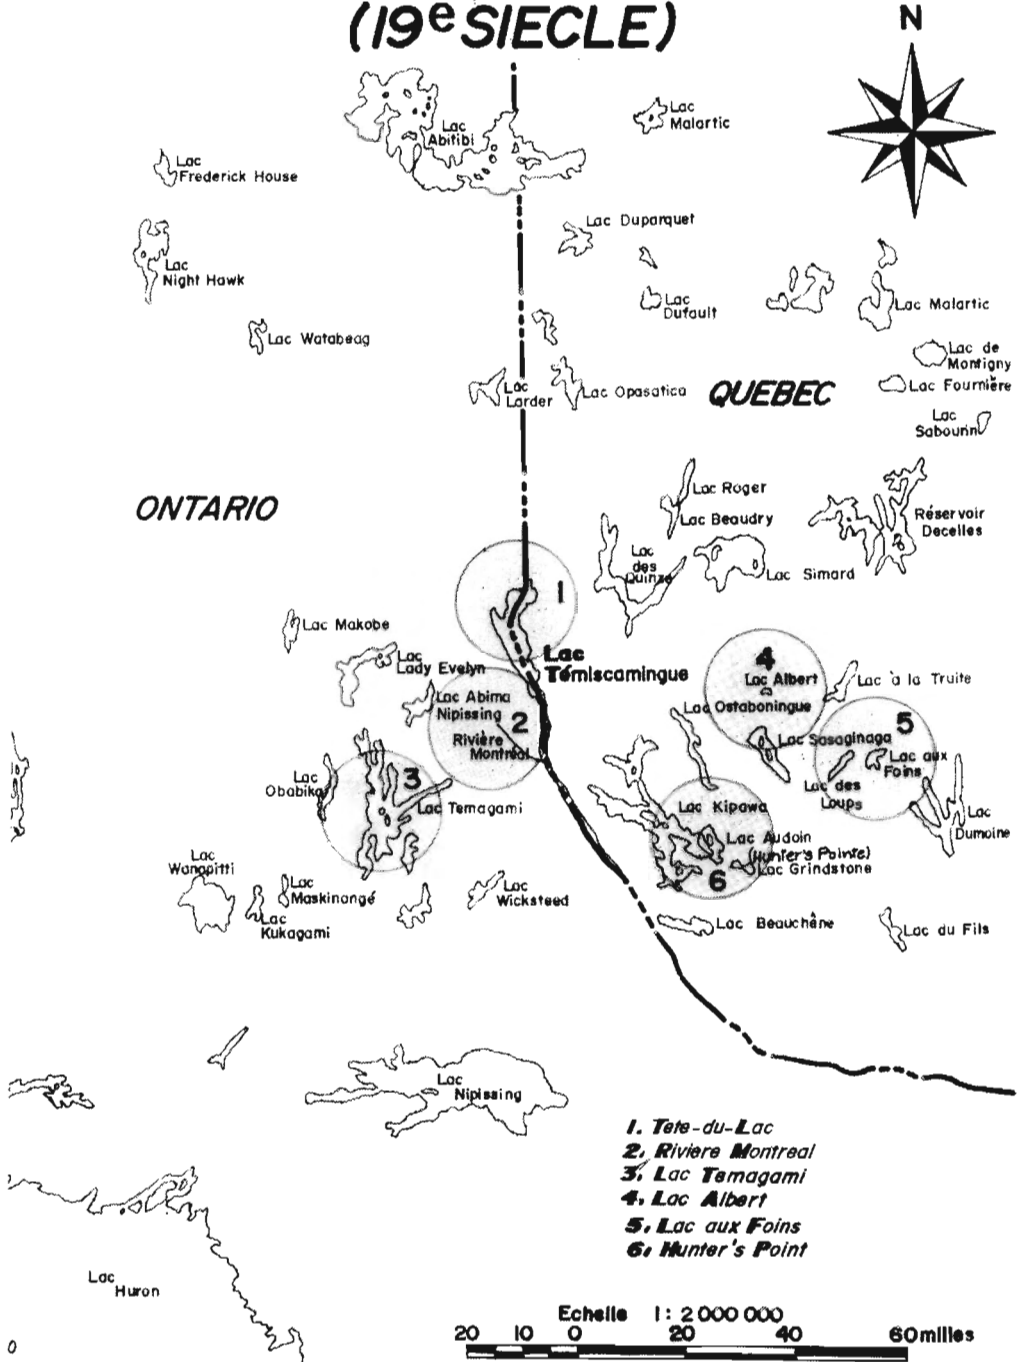 (19e SIECLE)
N
Lac
Malartic
Lac
Abitibi
Lac
Frederick House
Lac Duparquet
Lac
Night Hawk
Lac
Dufault
Lac Malartic
Lac Watabeag
Lac de
Montigny
Lac Fournière
Lac
Larder
Lac Opasatica
QUEBEC
Lac
Sabourin
ONTARIO
Lac Roger
Lac Beaudry
Réservoir
Decelles
Lac
des
Quinze
Lac Simard
1
Lac Makobe
Lac
Témiscamingue
Lac
Lady Evelyn
4
Lac Albert
Lac à la Truite
Lac Abima
Nipissing
2
Lac Ostaboningue
5
Rivière
Montréal
Lac Sasaginaga
Lac aux
Foins
Lac
Obabika
3
Lac Temagami
Lac des
Loups
Lac Kipawa
Lac
Dumoine
Lac Audoin
(Hunter's Pointe)
Lac Grindstone
6
Lac
Wanapitti
Lac
Maskinangé
Lac
Kukagami
Lac
Wicksteed
Lac Beauchêne
Lac du Fils
Lac
Nipissing
1. Tete-du-Lac
2. Riviere Montreal
3. Lac Temagami
4. Lac Albert
5. Lac aux Foins
6. Hunter's Point
Lac
Huron
Echelle 1: 2 000 000
20 10 0 20 40 60 milles
0